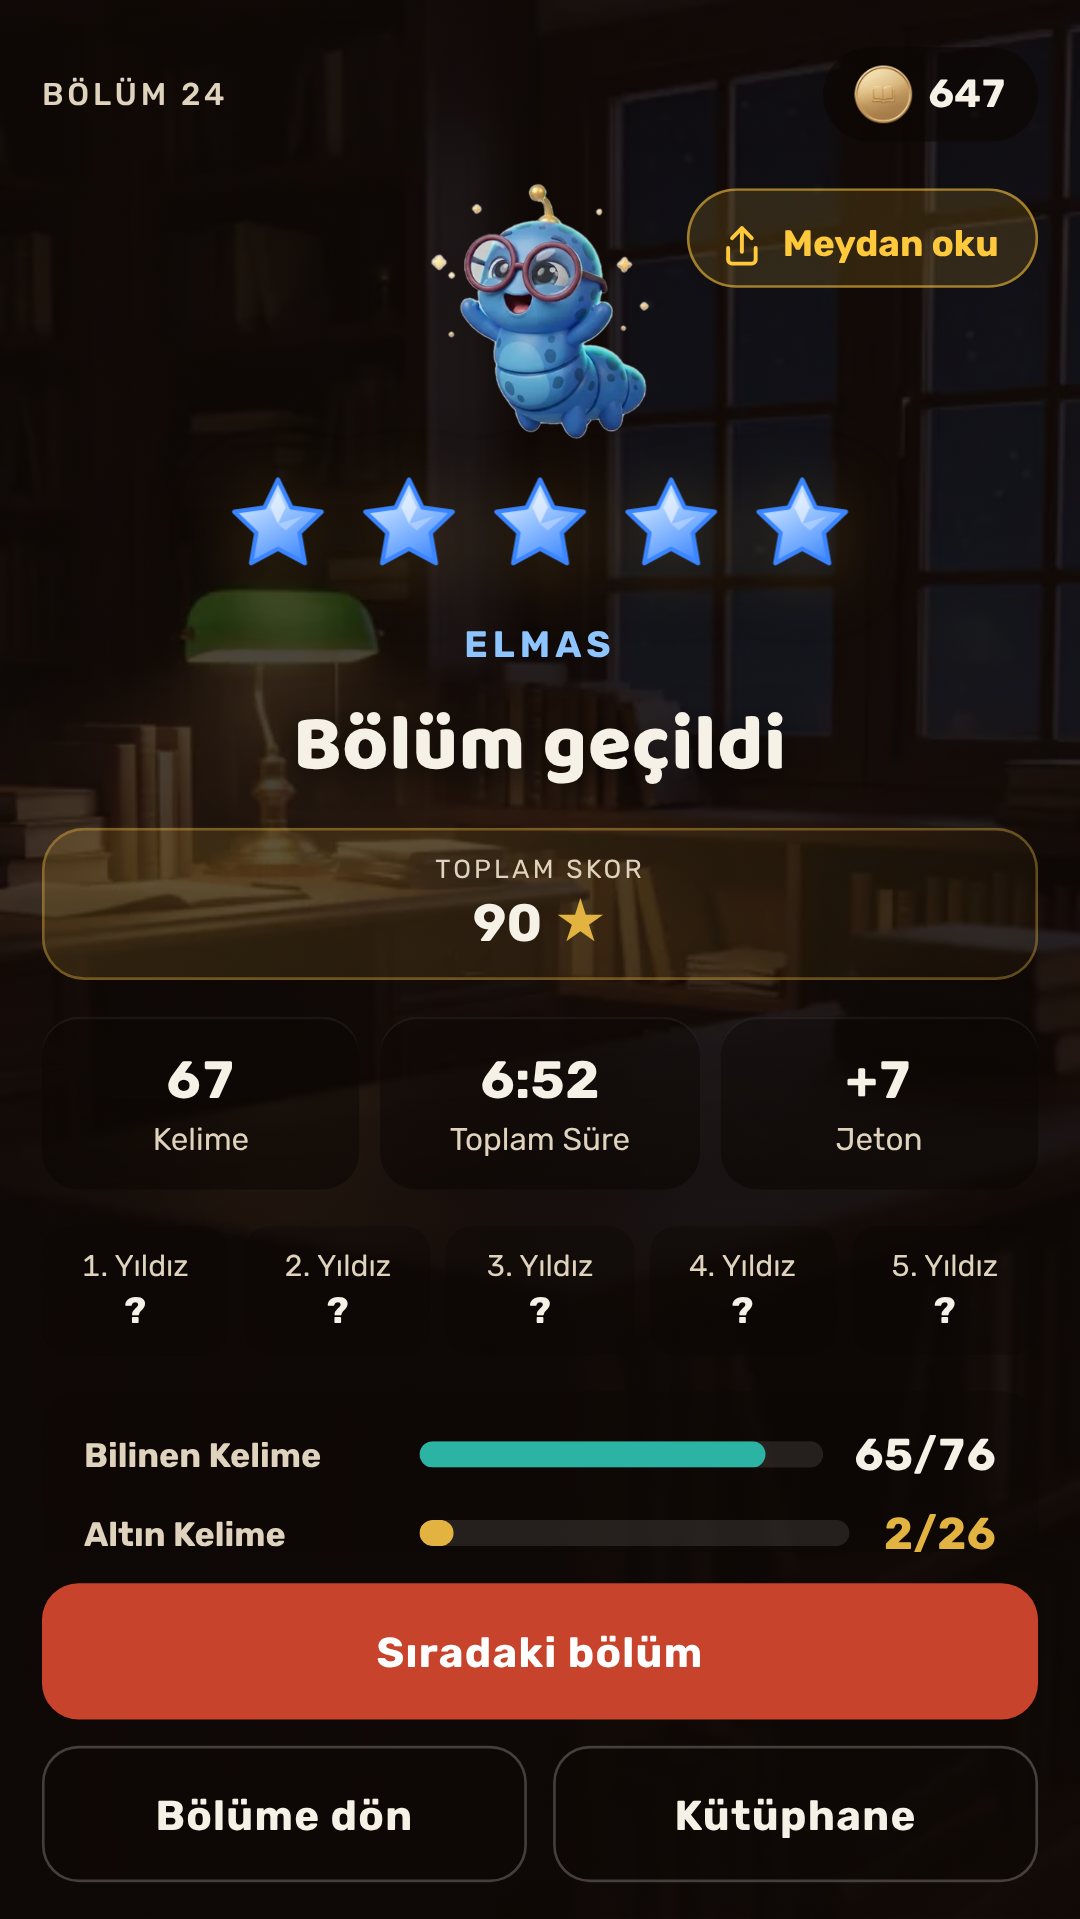 BÖLÜM 24
647
Meydan oku
ELMAS
Bölüm geçildi
TOPLAM SKOR
90
67
Kelime
6:52
Toplam Süre
+7
Jeton
1. Yıldız
?
2. Yıldız
?
3. Yıldız
?
4. Yıldız
?
5. Yıldız
?
Bilinen Kelime
65/76
Altın Kelime
2/26
Sıradaki bölüm
Bölüme dön
Kütüphane